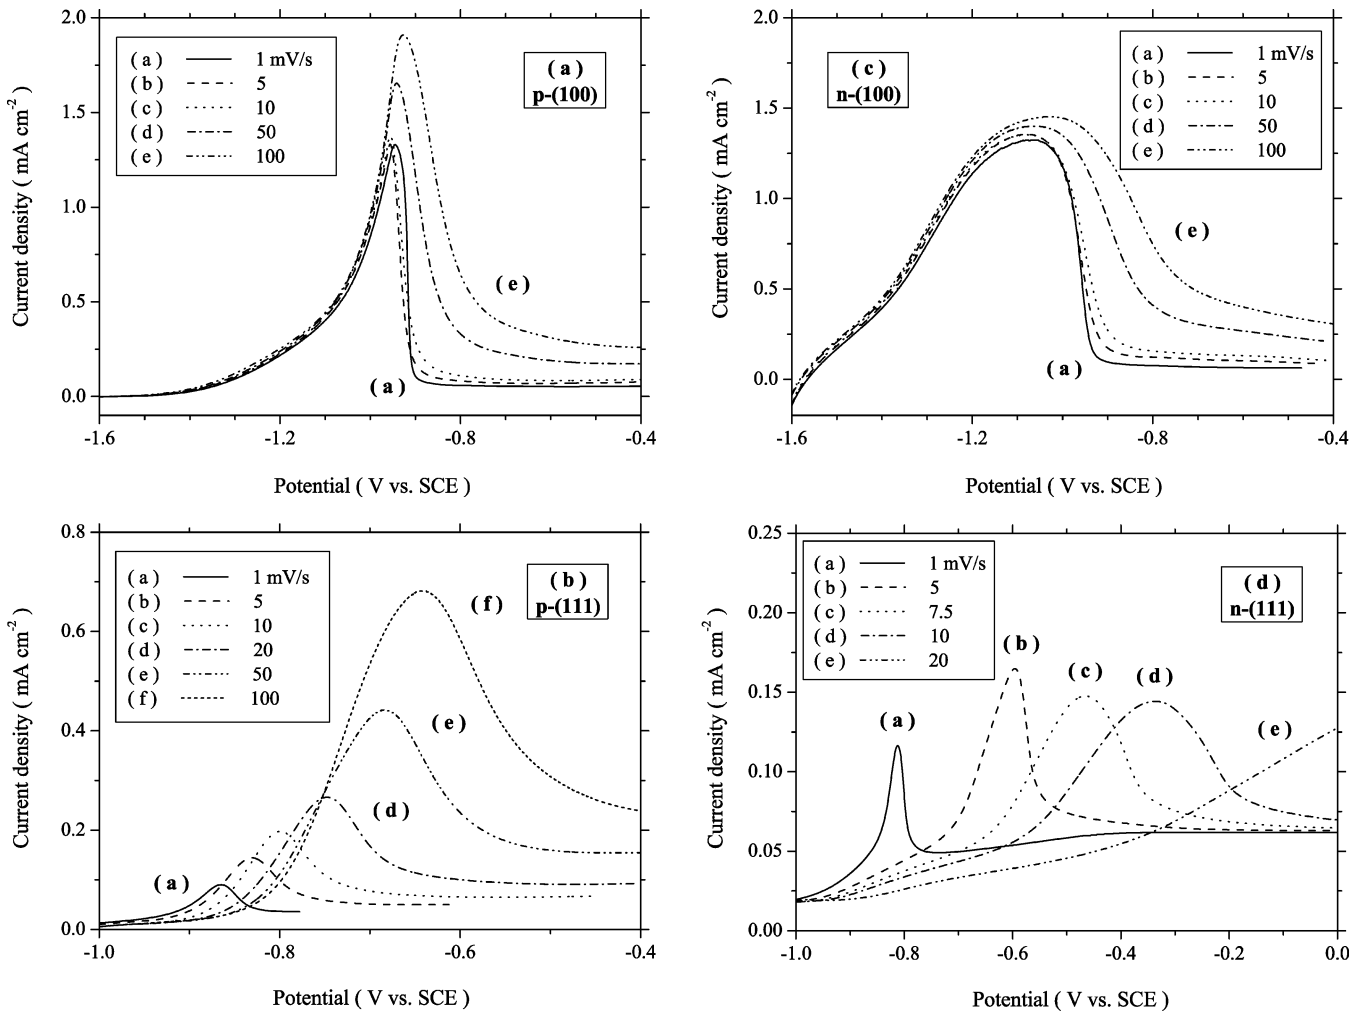 2.0
1.5
1.0
0.5
0.0
-1.6
-1.2
-0.8
-0.4
Current density ( mA cm-2 )
Potential ( V vs. SCE )
( a ) 1 mV/s
( b ) 5
( c ) 10
( d ) 50
( e ) 100
( a )
p-(100)
( e )
( a )
2.0
1.5
1.0
0.5
0.0
-1.6
-1.2
-0.8
-0.4
Current density ( mA cm-2 )
Potential ( V vs. SCE )
( c )
n-(100)
( a ) 1 mV/s
( b ) 5
( c ) 10
( d ) 50
( e ) 100
( e )
( a )
0.8
0.6
0.4
0.2
0.0
-1.0
-0.8
-0.6
-0.4
Current density ( mA cm-2 )
Potential ( V vs. SCE )
( a ) 1 mV/s
( b ) 5
( c ) 10
( d ) 20
( e ) 50
( f ) 100
( b )
p-(111)
( f )
( e )
( d )
( a )
0.25
0.20
0.15
0.10
0.05
0.00
-1.0
-0.8
-0.6
-0.4
-0.2
0.0
Current density ( mA cm-2 )
Potential ( V vs. SCE )
( a ) 1 mV/s
( b ) 5
( c ) 7.5
( d ) 10
( e ) 20
( d )
n-(111)
( b )
( c )
( d )
( a )
( e )